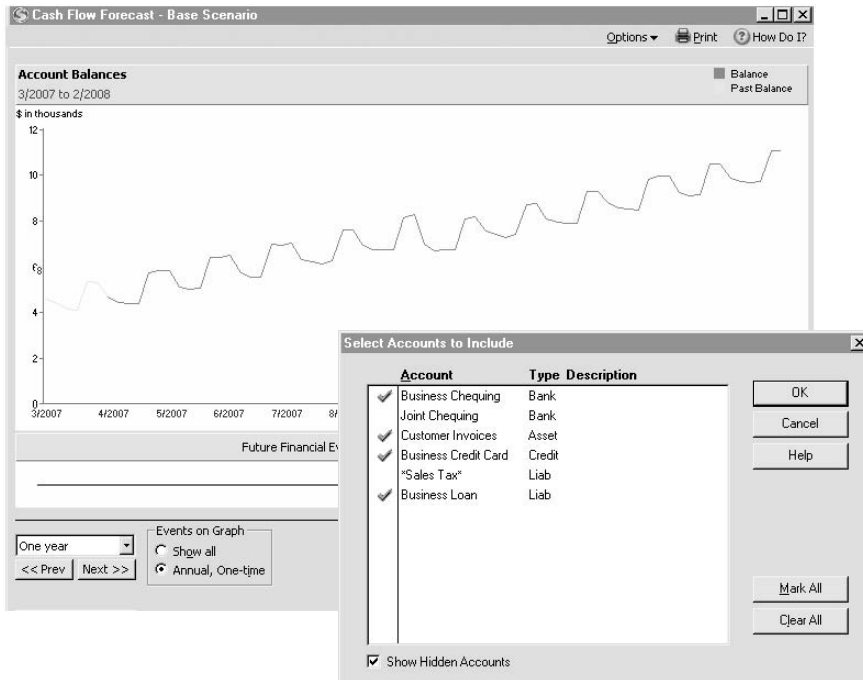 Cash Flow Forecast - Base Scenario
Options Print How Do I?
Account Balances
3/2007 to 2/2008
Balance
Past Balance
$ in thousands
12
10
8
6
4
2
0
3/2007 4/2007 5/2007 6/2007 7/2007 8/
Future Financial Ev
One year
<< Prev Next >>
Events on Graph
Show all
Annual, One-time
Select Accounts to Include
Account Type Description
Business Chequing Bank
Joint Chequing Bank
Customer Invoices Asset
Business Credit Card Credit
*Sales Tax* Liab
Business Loan Liab
OK
Cancel
Help
Mark All
Clear All
Show Hidden Accounts